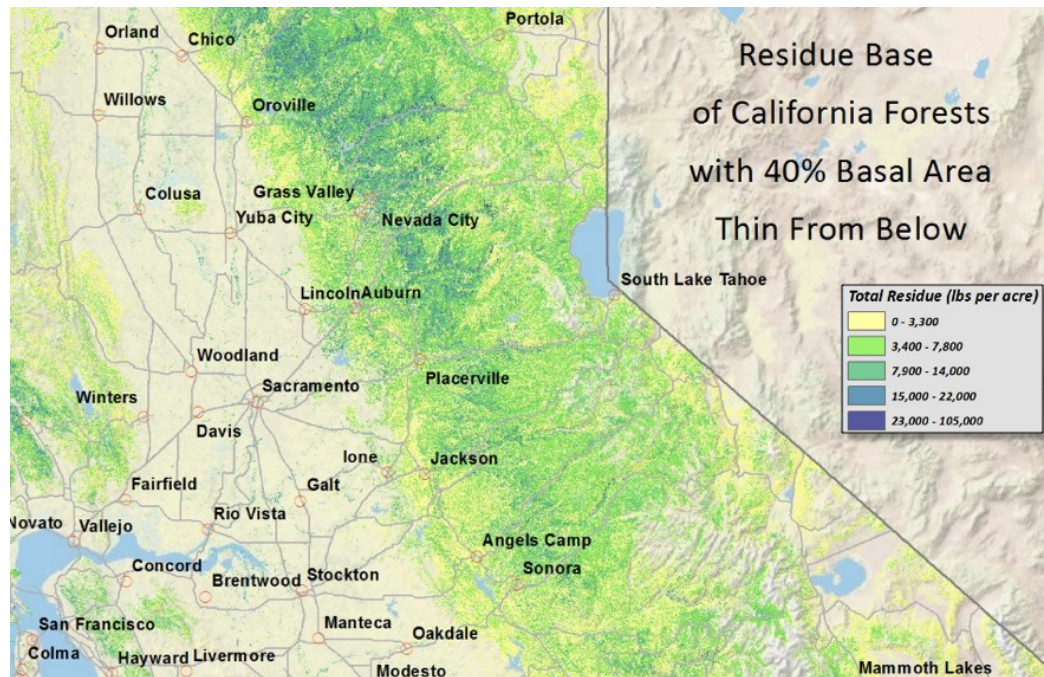 Portola
Orland
Chico
Residue Base
of California Forests
with 40% Basal Area
Thin From Below
Willows
Oroville
Colusa
Grass Valley
Yuba City
Nevada City
South Lake Tahoe
Lincoln
Auburn
Total Residue (lbs per acre)
0 - 3,300
3,400 - 7,800
7,900 - 14,000
15,000 - 22,000
23,000 - 105,000
Woodland
Placerville
Sacramento
Winters
Davis
Ione
Jackson
Fairfield
Galt
Novato
Vallejo
Rio Vista
Angels Camp
Concord
Brentwood
Stockton
Sonora
San Francisco
Manteca
Oakdale
Colma
Hayward
Livermore
Modesto
Mammoth Lakes